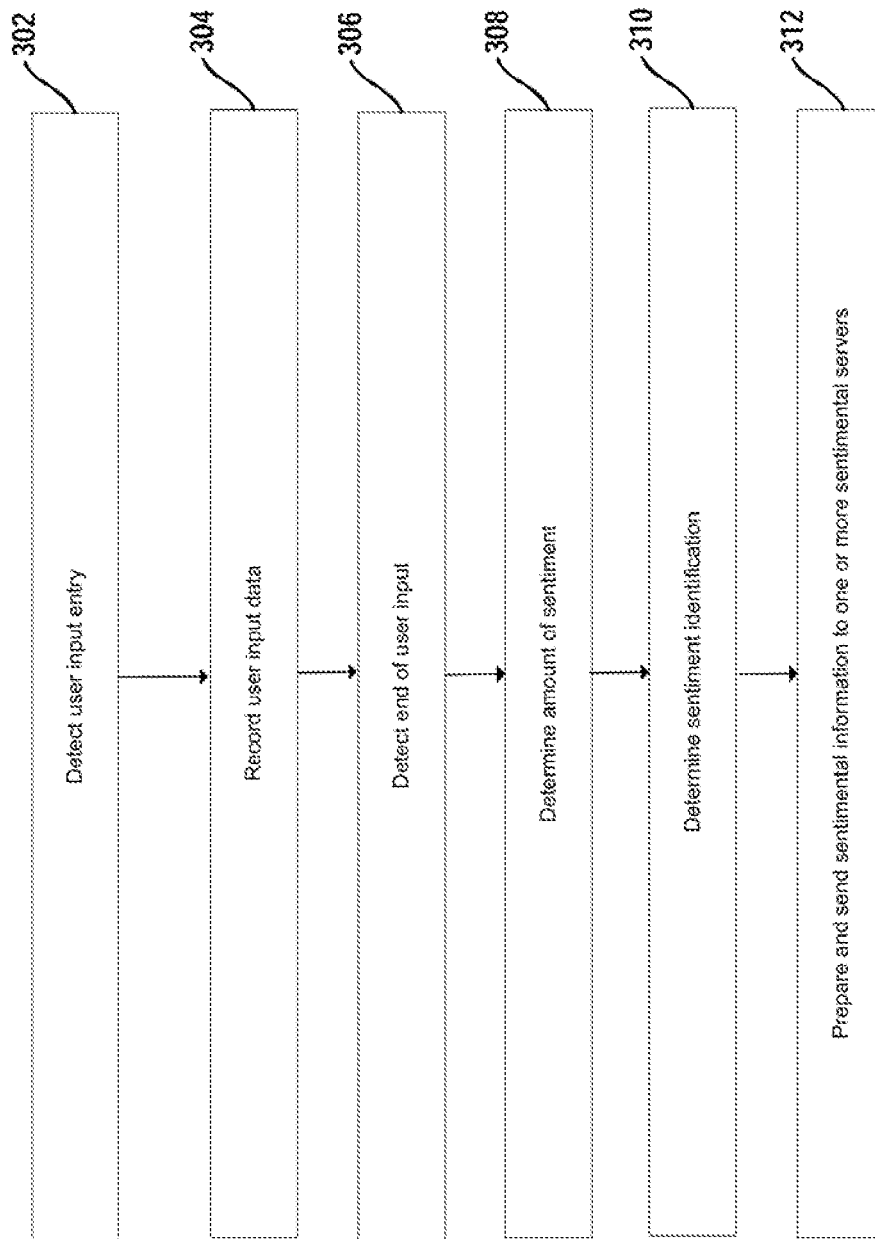 302
Detect user input entry
304
Record user input data
306
Detect end of user input
308
Determine amount of sentiment
310
Determine sentiment identification
312
Prepare and send sentimental information to one or more sentimental servers